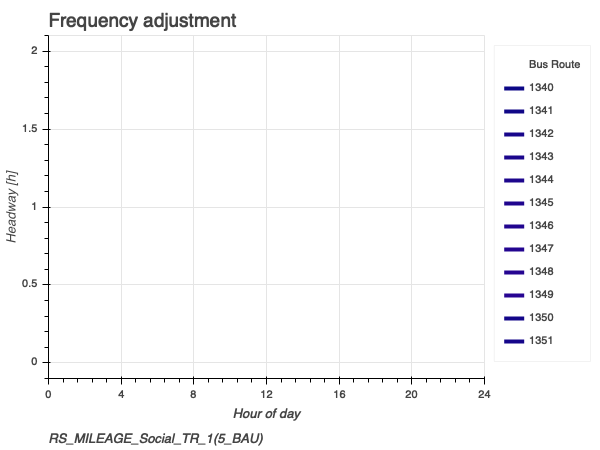 Frequency adjustment
2
1.5
1
0.5
0
Headway [h]
0 4 8 12 16 20 24
Hour of day
RS_MILEAGE_Social_TR_1(5_BAU)
Bus Route
1340
1341
1342
1343
1344
1345
1346
1347
1348
1349
1350
1351